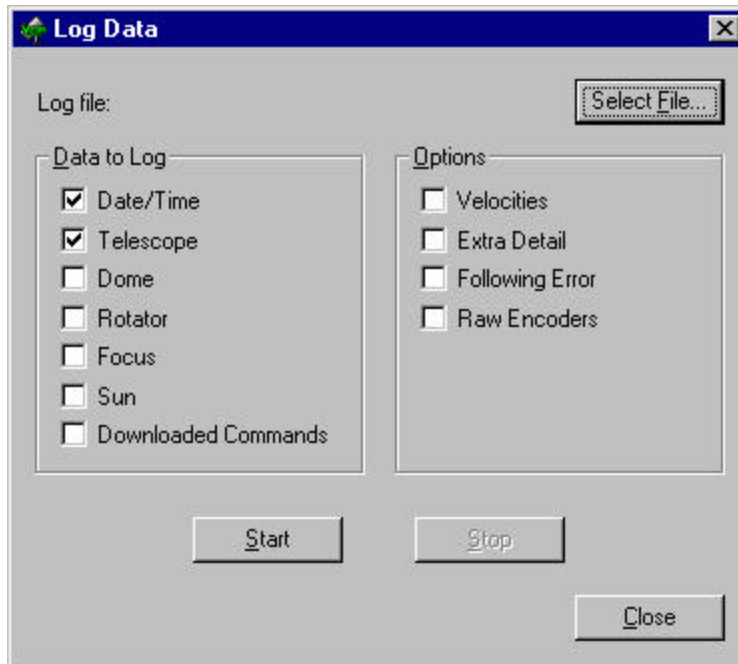 Log Data
Log file:
Select File...
Data to Log
Date/Time
Telescope
Dome
Rotator
Focus
Sun
Downloaded Commands
Options
Velocities
Extra Detail
Following Error
Raw Encoders
Start
Stop
Close